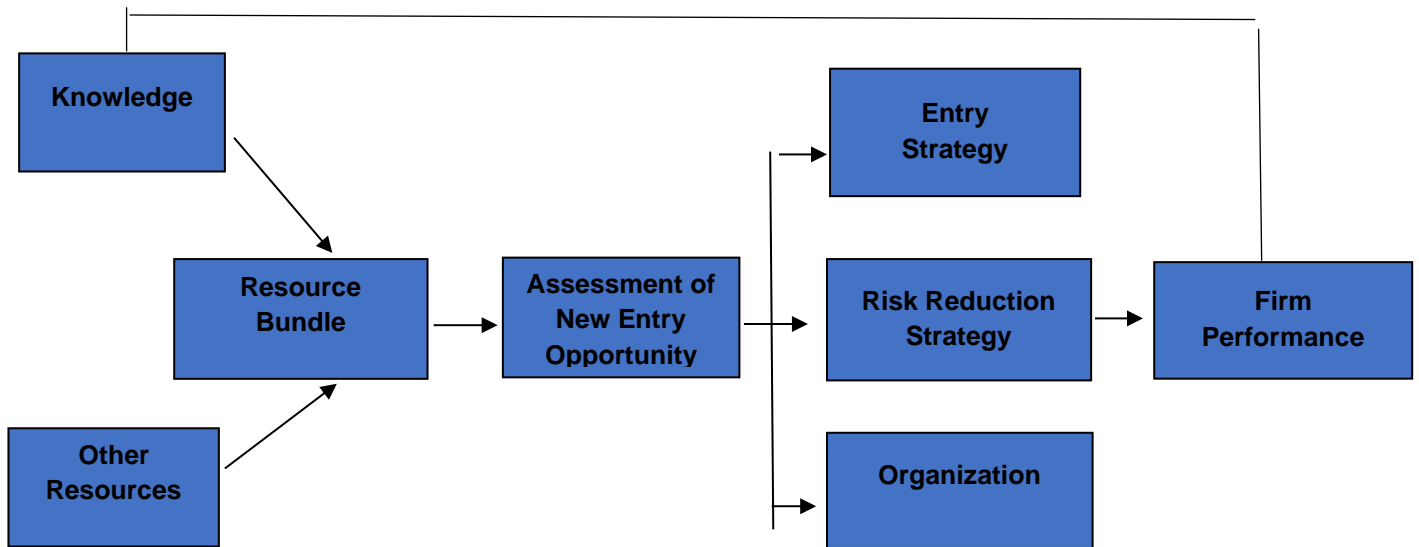 Knowledge
Entry
Strategy
Resource
Bundle
Assessment of
New Entry
Opportunity
Risk Reduction
Strategy
Firm
Performance
Other
Resources
Organization